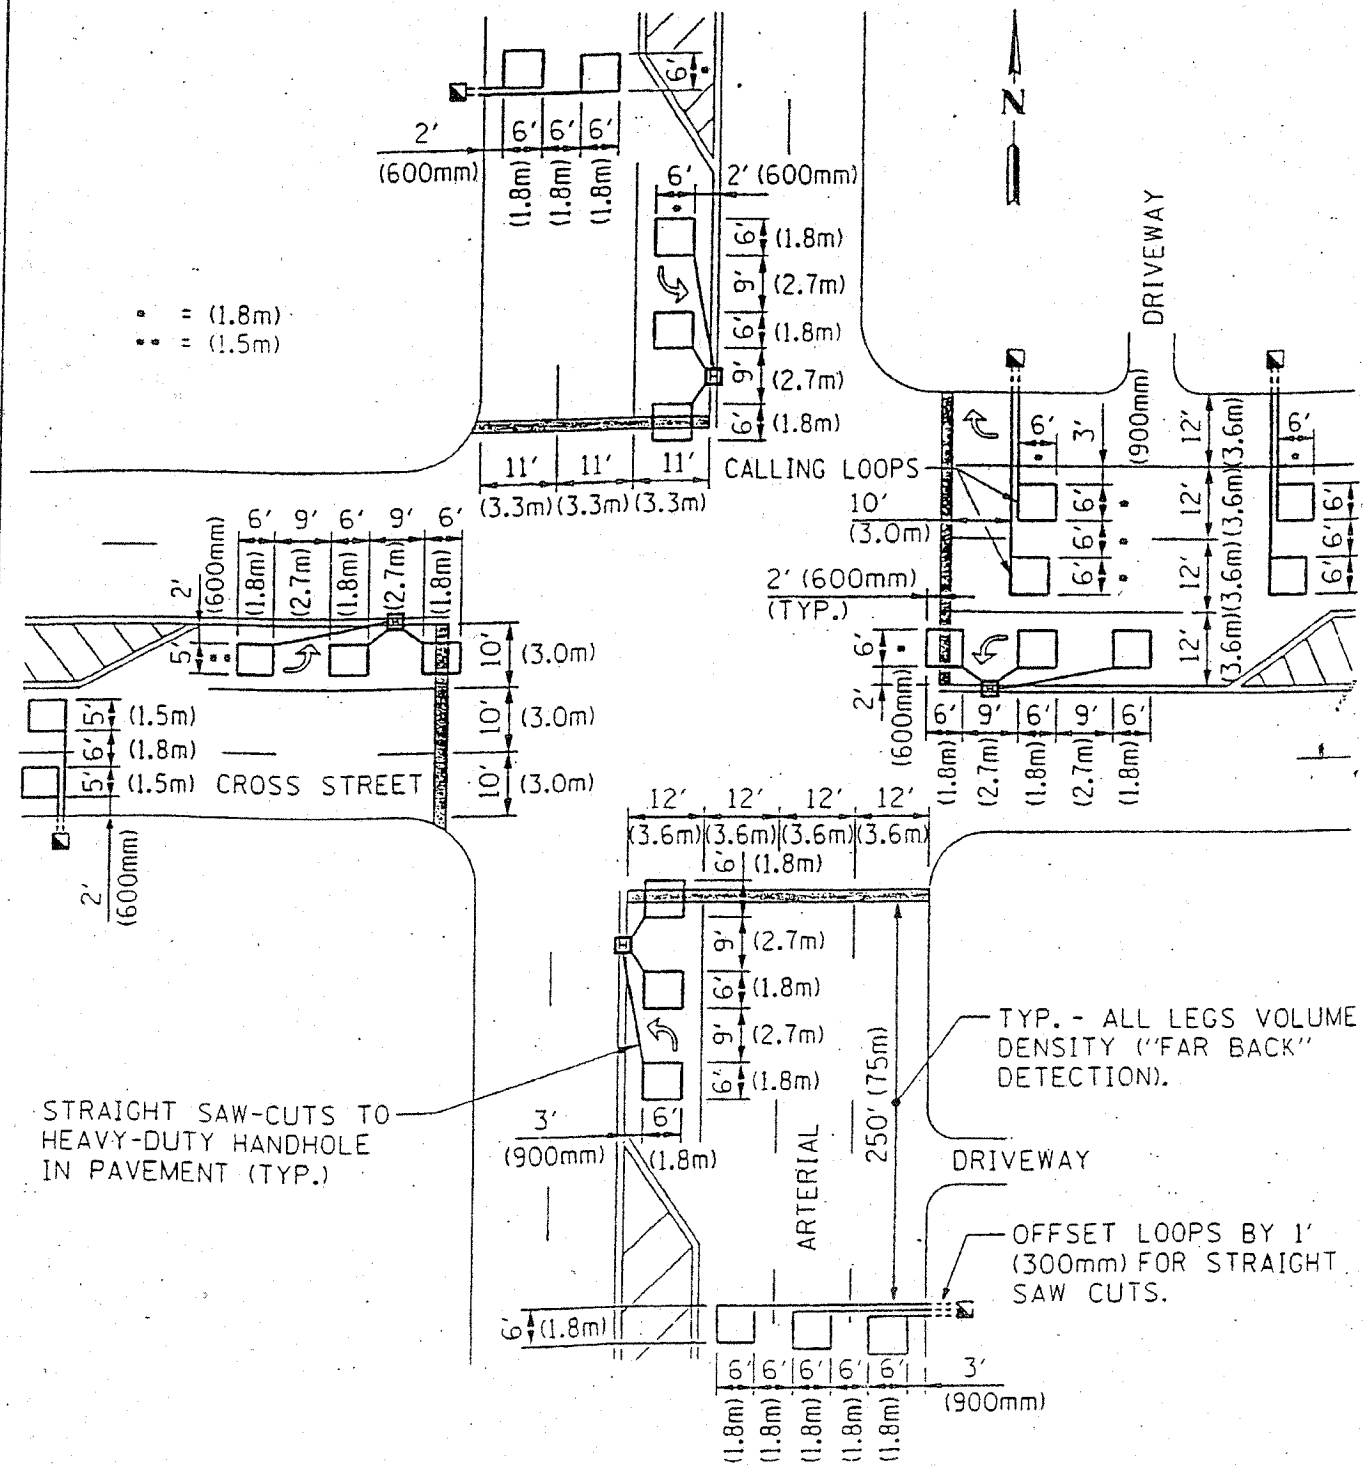 6'
2'
(600mm)
6' 6' 6'
(1.8m) (1.8m) (1.8m)
6'
2' (600mm)
6' (1.8m)
9' (2.7m)
6' (1.8m)
9' (2.7m)
6' (1.8m)
11' 11' 11'
(3.3m) (3.3m) (3.3m)
N
DRIVEWAY
* = (1.8m)
** = (1.5m)
CALLING LOOPS
6'
3'
(900mm)
12' (3.6m)
12' (3.6m)
12' (3.6m)
12' (3.6m)
6'
10'
(3.0m)
6'
6'
6'
6'
6'
6'
2' (600mm)
(TYP.)
6'
2'
(600mm)
6' 9' 6' 9' 6'
(1.8m) (2.7m) (1.8m) (2.7m) (1.8m)
6' 9' 6' 9' 6'
(1.8m) (2.7m) (1.8m) (2.7m) (1.8m)
2'
(600mm)
5'
**
10' (3.0m)
10' (3.0m)
10' (3.0m)
5' (1.5m)
6' (1.8m)
5' (1.5m)
CROSS STREET
2'
(600mm)
12' 12' 12' 12'
(3.6m) (3.6m) (3.6m) (3.6m)
6' (1.8m)
H
9' (2.7m)
6' (1.8m)
9' (2.7m)
6' (1.8m)
250' (75m)
TYP. - ALL LEGS VOLUME
DENSITY ("FAR BACK"
DETECTION).
STRAIGHT SAW-CUTS TO
HEAVY-DUTY HANDHOLE
IN PAVEMENT (TYP.)
3'
(900mm)
6'
(1.8m)
ARTERIAL
DRIVEWAY
OFFSET LOOPS BY 1'
(300mm) FOR STRAIGHT
SAW CUTS.
6' (1.8m)
6' 6' 6' 6' 6'
(1.8m) (1.8m) (1.8m) (1.8m) (1.8m)
3'
(900mm)